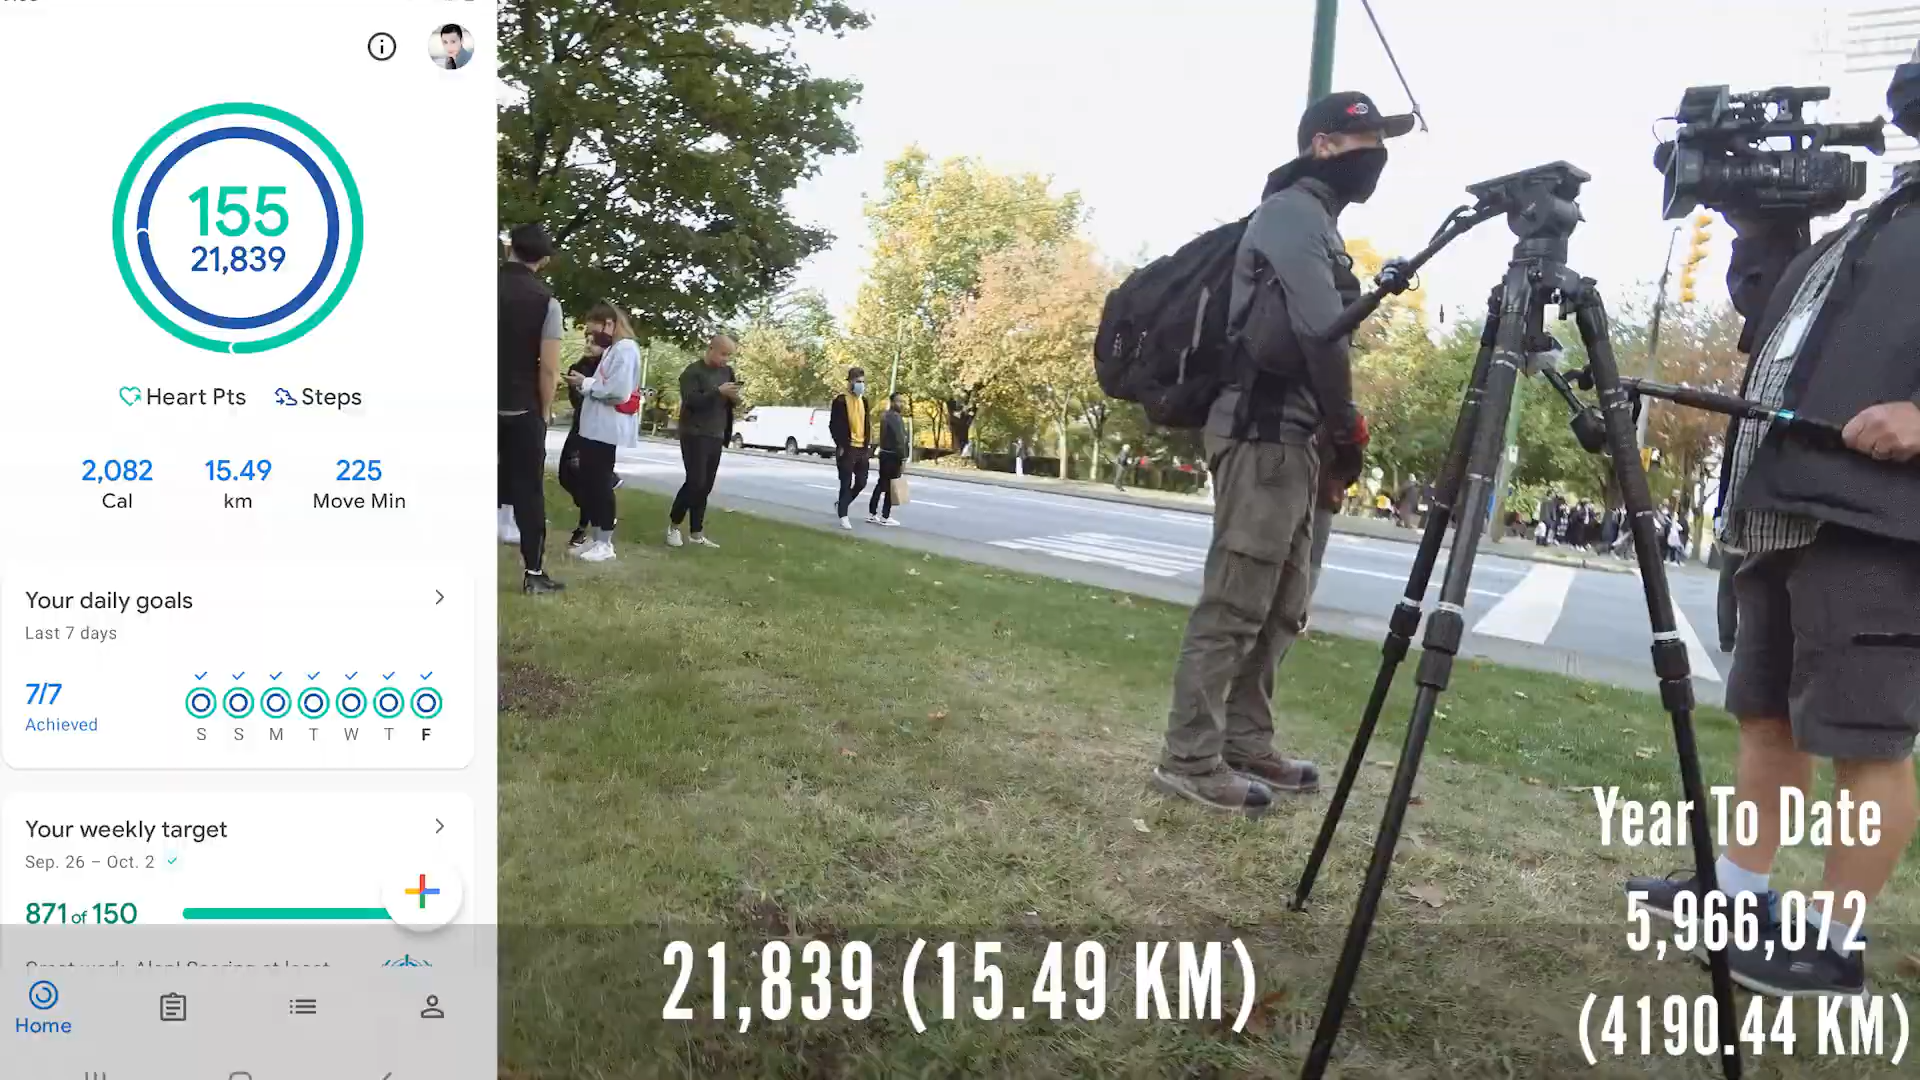 155
21,839
Heart Pts Steps
2,082 15.49 225
Cal km Move Min
Your daily goals
Last 7 days
7/7
Achieved
S S M T W T F
Your weekly target
Sep. 26 – Oct. 2
871 of 150
Home
21,839 (15.49 KM)
Year To Date
5,966,072
(4190.44 KM)